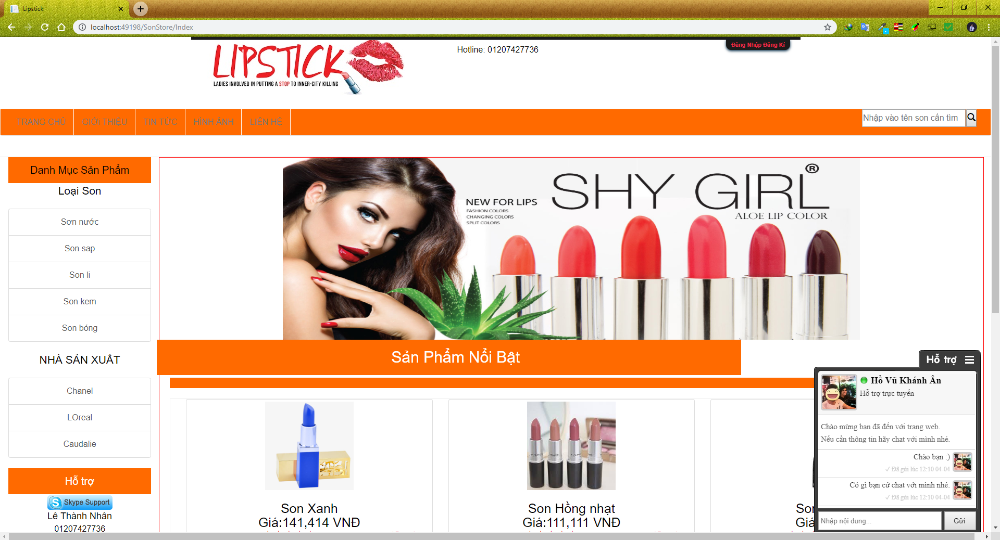 Lipstick
localhost:49198/SonStore/Index
LIPSTICK
LADIES INVOLVED IN PUTTING A STOP TO INNER-CITY KILLING
Hotline: 01207427736
Đăng Nhập Đăng Kí
TRANG CHỦ
GIỚI THIỆU
TIN TỨC
HÌNH ẢNH
LIÊN HỆ
Nhập vào tên son cần tìm
Danh Mục Sản Phẩm
Loại Son
Sơn nước
Son sap
Son li
Son kem
Son bóng
NHÀ SẢN XUẤT
Chanel
LOreal
Caudalie
Hỗ trợ
Skype Support
Lê Thành Nhân
01207427736
SHY GIRL®
ALOE LIP COLOR
NEW FOR LIPS
FASHION COLORS
CHANGING COLORS
SPLIT COLORS
Sản Phẩm Nổi Bật
Son Xanh
Giá:141,414 VNĐ
Son Hồng nhạt
Giá:111,111 VNĐ
Giá
Hỗ trợ
Hồ Vũ Khánh Ân
Hỗ trợ trực tuyến
Chào mừng bạn đã đến với trang web.
Nếu cần thông tin hãy chat với mình nhé.
Chào bạn :)
✓ Đã gửi lúc 12:10 04-04
Có gì bạn cứ chat với mình nhé.
✓ Đã gửi lúc 12:10 04-04
Nhập nội dung...
Gửi